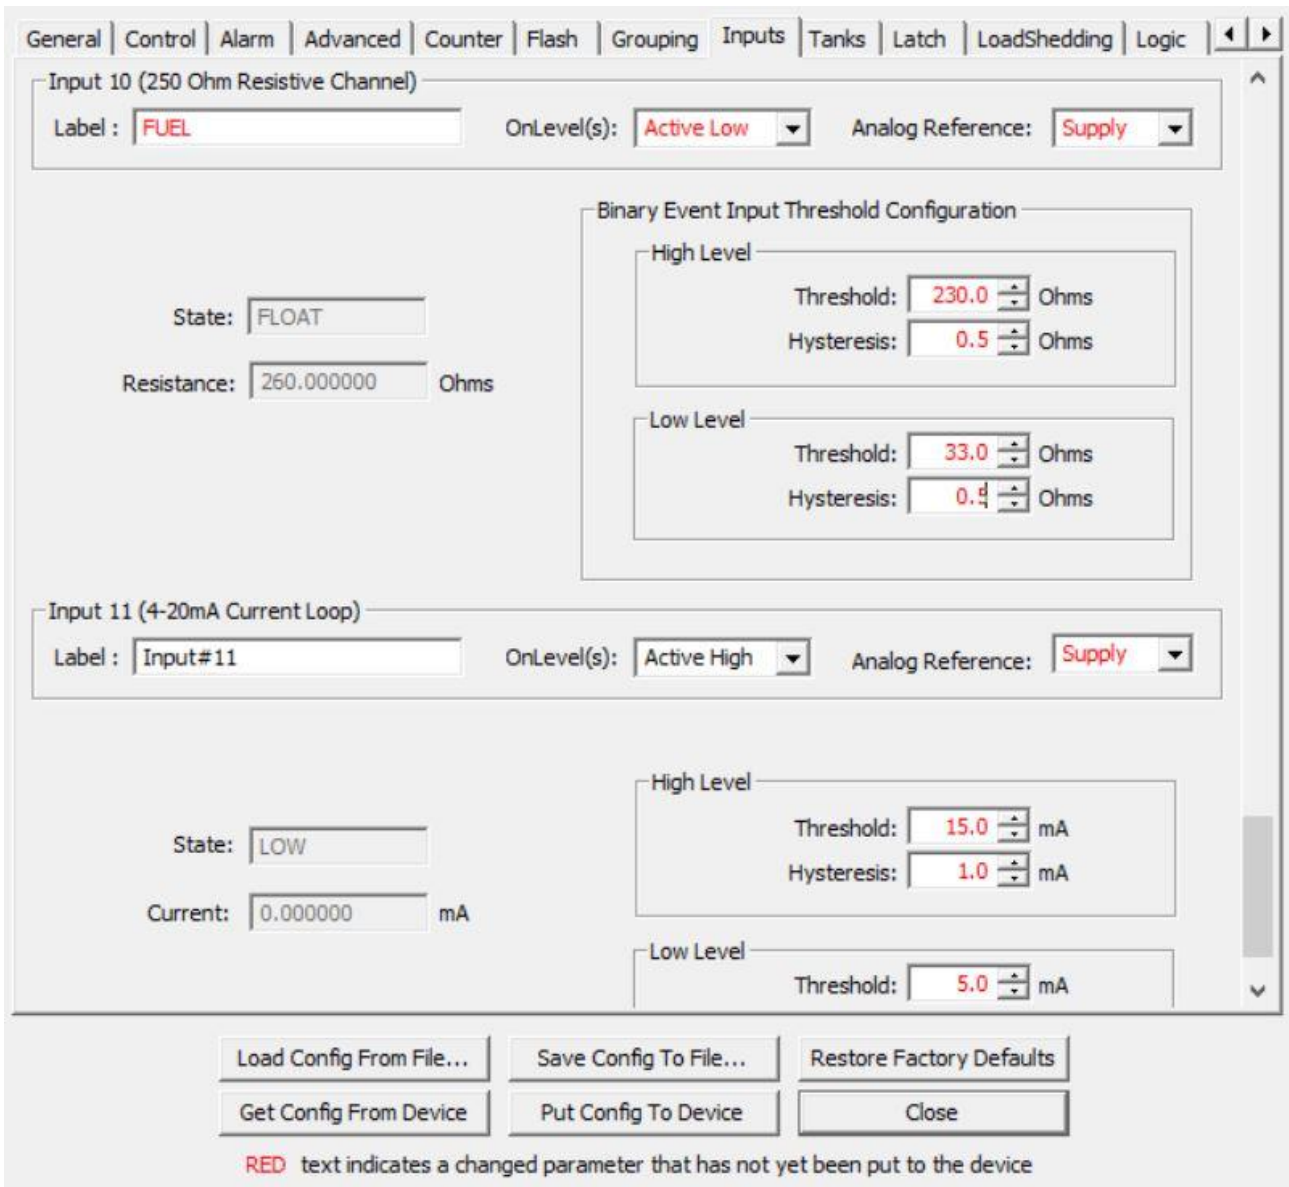 General Control Alarm Advanced Counter Flash Grouping Inputs Tanks Latch LoadShedding Logic
Input 10 (250 Ohm Resistive Channel)
Label : FUEL OnLevel(s): Active Low Analog Reference: Supply
Binary Event Input Threshold Configuration
High Level
Threshold: 230.0 Ohms
State: FLOAT
Hysteresis: 0.5 Ohms
Resistance: 260.000000 Ohms
Low Level
Threshold: 33.0 Ohms
Hysteresis: 0.5 Ohms
Input 11 (4-20mA Current Loop)
Label : Input#11 OnLevel(s): Active High Analog Reference: Supply
High Level
Threshold: 15.0 mA
State: LOW
Hysteresis: 1.0 mA
Current: 0.000000 mA
Low Level
Threshold: 5.0 mA
Load Config From File... Save Config To File... Restore Factory Defaults
Get Config From Device Put Config To Device Close
RED text indicates a changed parameter that has not yet been put to the device